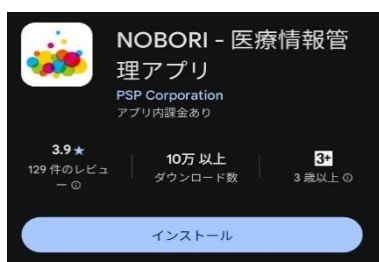 NOBORI - 医療情報管
理アプリ
PSP Corporation
アプリ内課金あり
3.9★
129 件のレビュ
ー
10万 以上
ダウンロード数
3+
3 歳以上
インストール